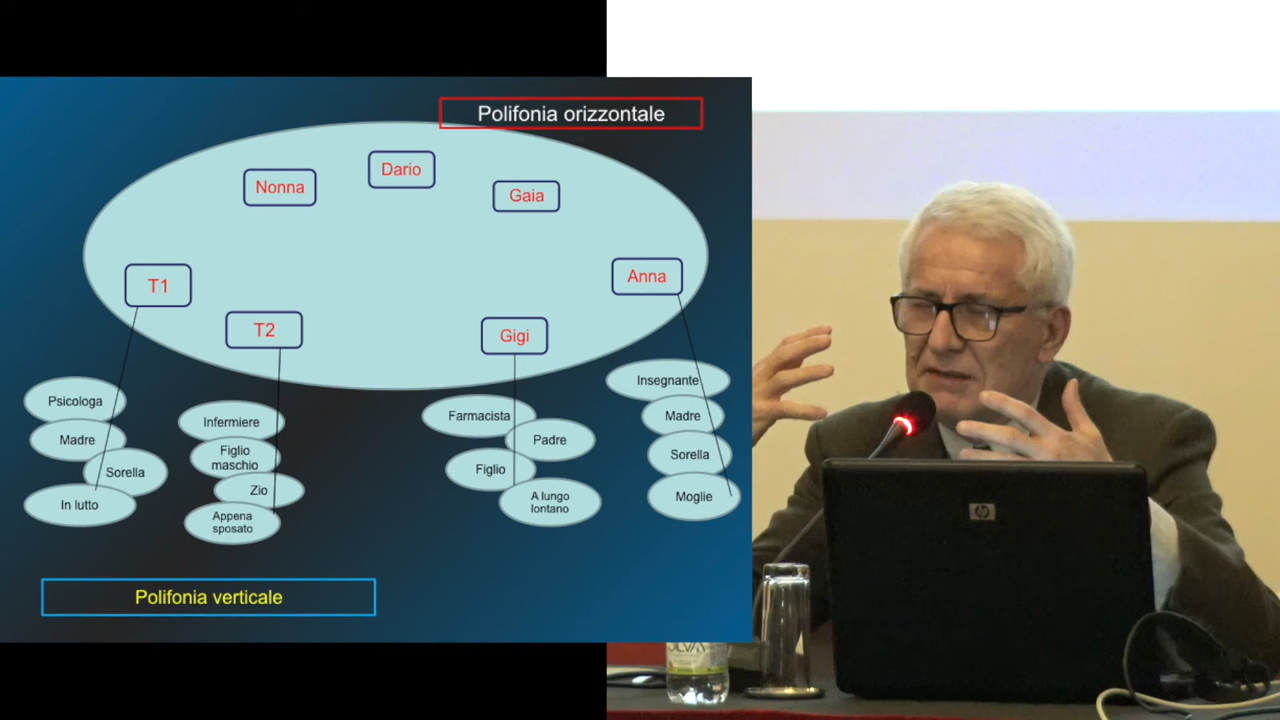 Polifonia orizzontale
Dario
Nonna
Gaia
Anna
T1
T2
Gigi
Psicologa
Madre
Sorella
In lutto
Infermiere
Figlio
maschio
Zio
Appena
sposato
Farmacista
Padre
Figlio
A lungo
lontano
Insegnante
Madre
Sorella
Moglie
Polifonia verticale
hp